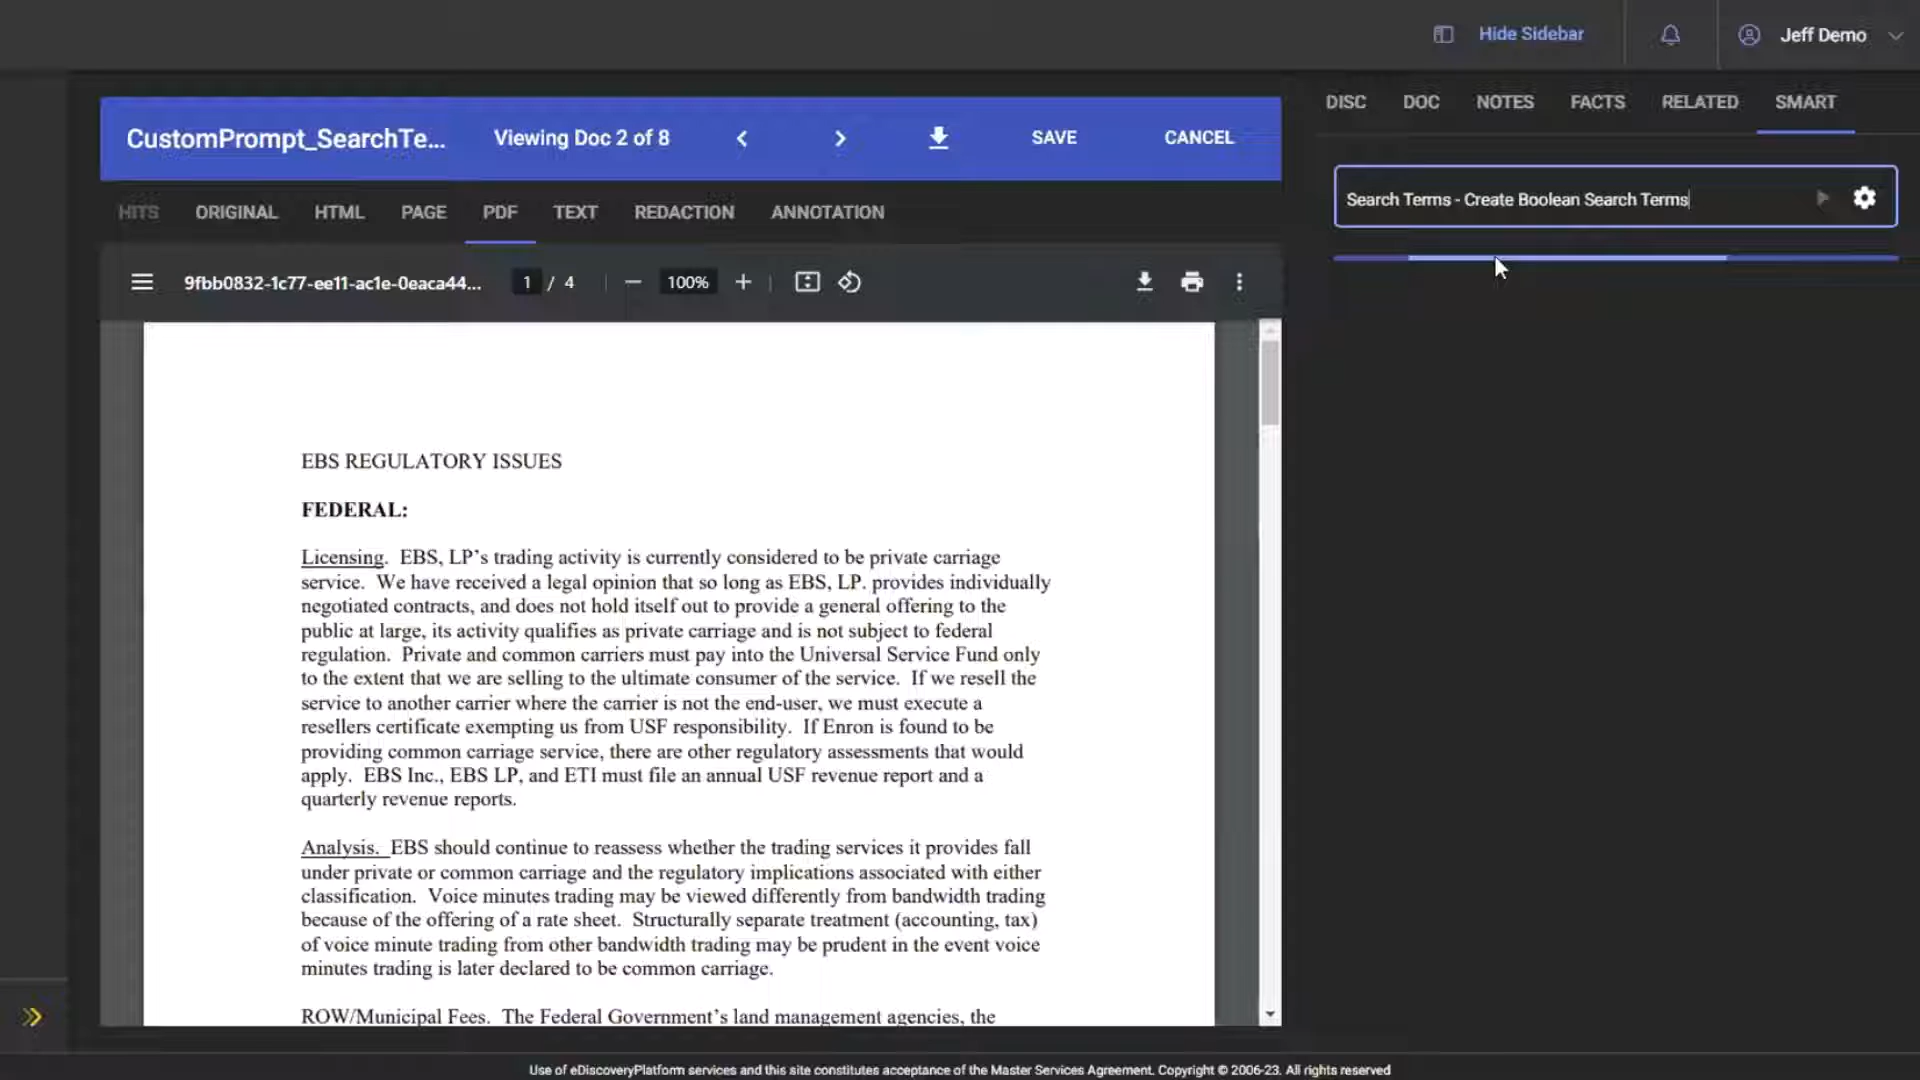 Hide Sidebar
Jeff Demo
CustomPrompt_SearchTe... Viewing Doc 2 of 8 SAVE CANCEL
DISC DOC NOTES FACTS RELATED SMART
HITS ORIGINAL HTML PAGE PDF TEXT REDACTION ANNOTATION
Search Terms - Create Boolean Search Terms
9fbb0832-1c77-ee11-ac1e-0eaca44... 1 / 4 100%
EBS REGULATORY ISSUES
FEDERAL:
Licensing. EBS, LP’s trading activity is currently considered to be private carriage
service. We have received a legal opinion that so long as EBS, LP. provides individually
negotiated contracts, and does not hold itself out to provide a general offering to the
public at large, its activity qualifies as private carriage and is not subject to federal
regulation. Private and common carriers must pay into the Universal Service Fund only
to the extent that we are selling to the ultimate consumer of the service. If we resell the
service to another carrier where the carrier is not the end-user, we must execute a
resellers certificate exempting us from USF responsibility. If Enron is found to be
providing common carriage service, there are other regulatory assessments that would
apply. EBS Inc., EBS LP, and ETI must file an annual USF revenue report and a
quarterly revenue reports.
Analysis. EBS should continue to reassess whether the trading services it provides fall
under private or common carriage and the regulatory implications associated with either
classification. Voice minutes trading may be viewed differently from bandwidth trading
because of the offering of a rate sheet. Structurally separate treatment (accounting, tax)
of voice minute trading from other bandwidth trading may be prudent in the event voice
minutes trading is later declared to be common carriage.
ROW/Municipal Fees. The Federal Government’s land management agencies, the
Use of eDiscoveryPlatform services and this site constitutes acceptance of the Master Services Agreement. Copyright © 2006-23. All rights reserved